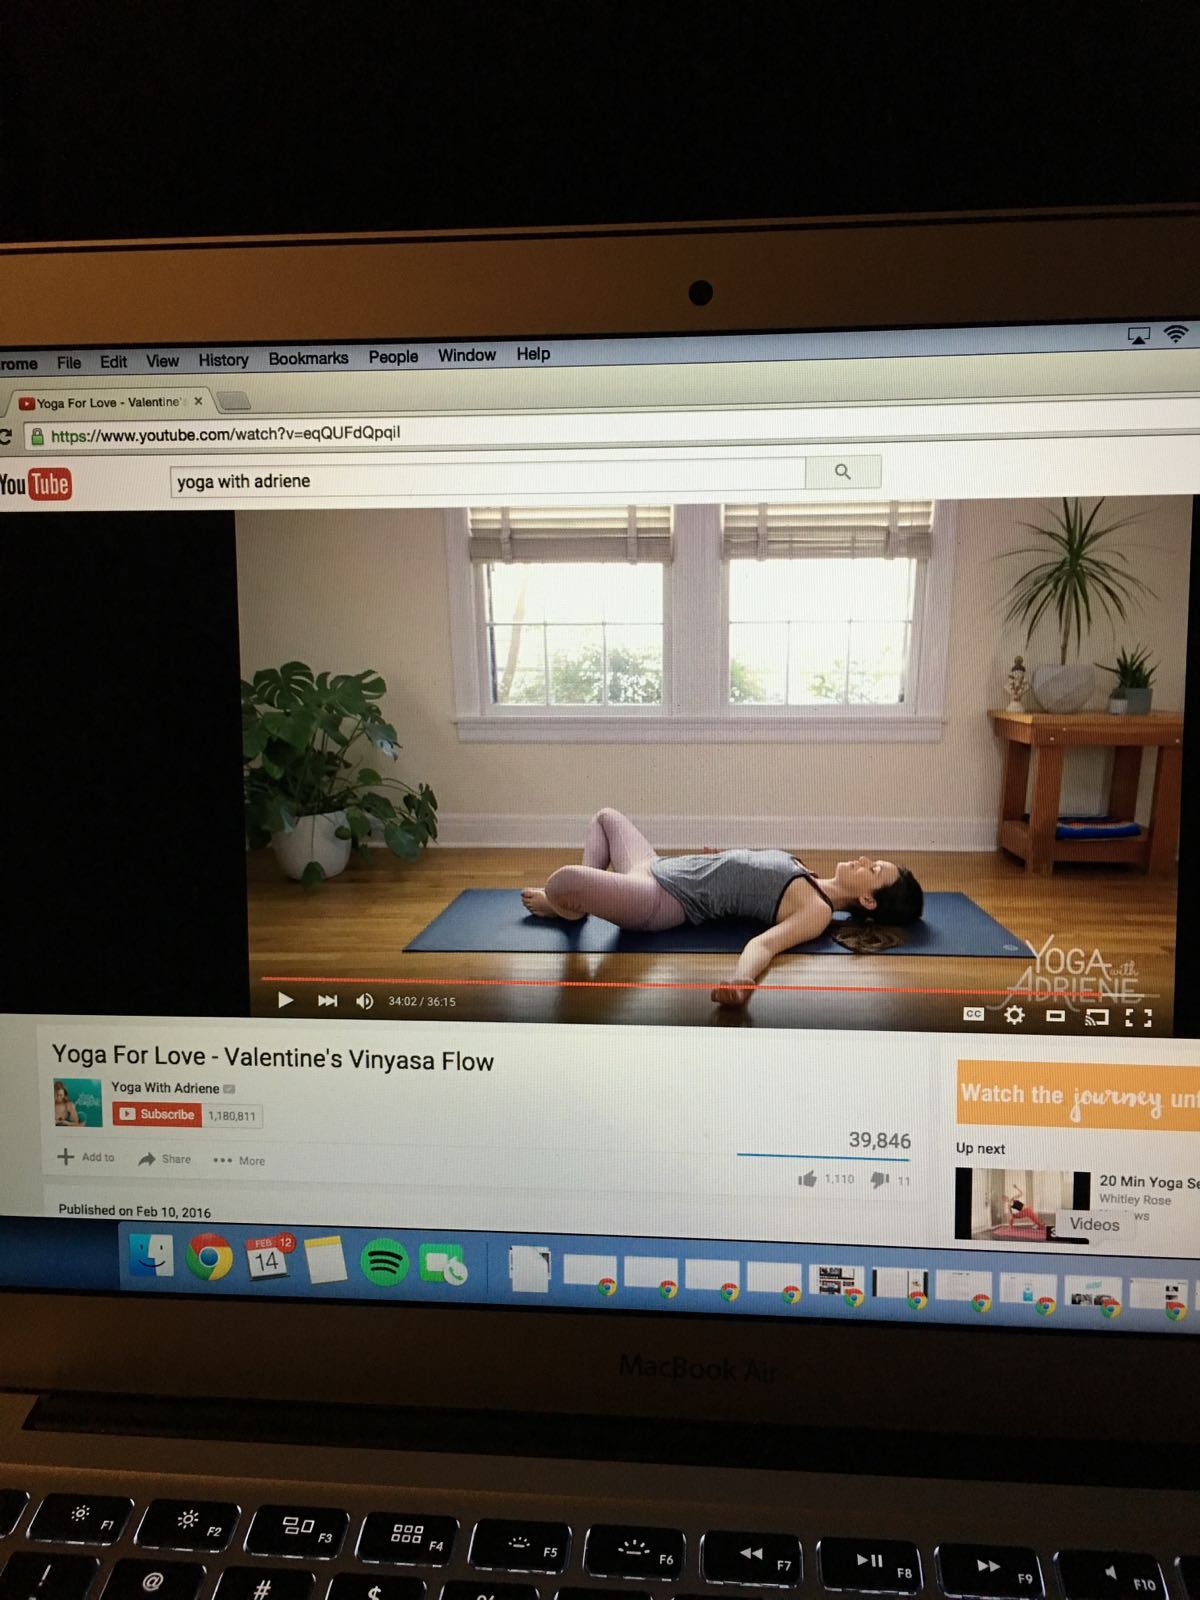 rome File Edit View History Bookmarks People Window Help
Yoga For Love - Valentine's ×
https://www.youtube.com/watch?v=eqQUFdQpqiI
YouTube
yoga with adriene
YOGA with
ADRIENE
34:02 / 36:15
CC
Yoga For Love - Valentine's Vinyasa Flow
Yoga With Adriene
Subscribe 1,180,811
Add to Share More
39,846
1,110 11
Published on Feb 10, 2016
Watch the journey unf
Up next
20 Min Yoga Se
Whitley Rose
ws
Videos
FEB 12
14
MacBook Air
F1 F2 F3 F4 F5 F6 F7 F8 F9 F10
! @ # $ %